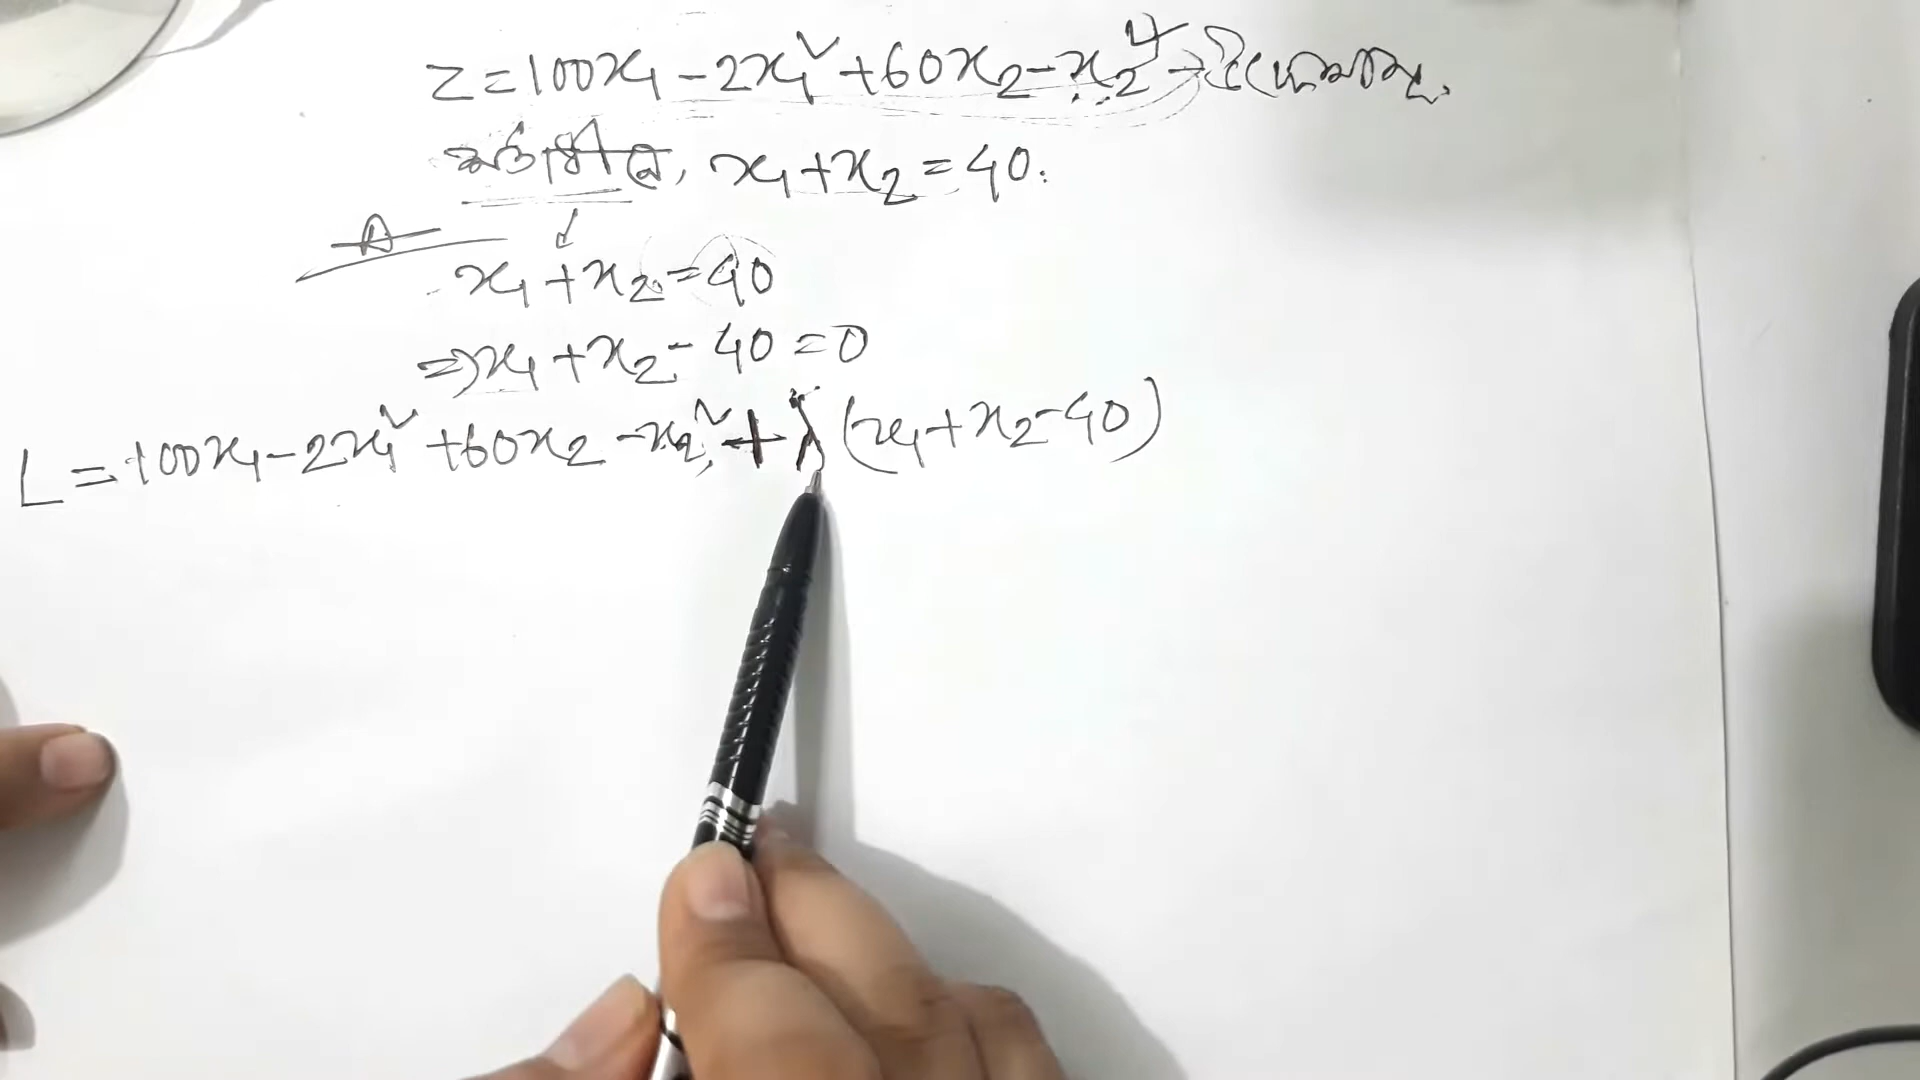 Z=100x₁-2x₁²+60x₂-x₂²
, x₁+x₂=40.
A
x₁+x₂=40
⇒x₁+x₂-40=0
L=100x₁-2x₁²+60x₂-x₂²+λ(x₁+x₂-40)